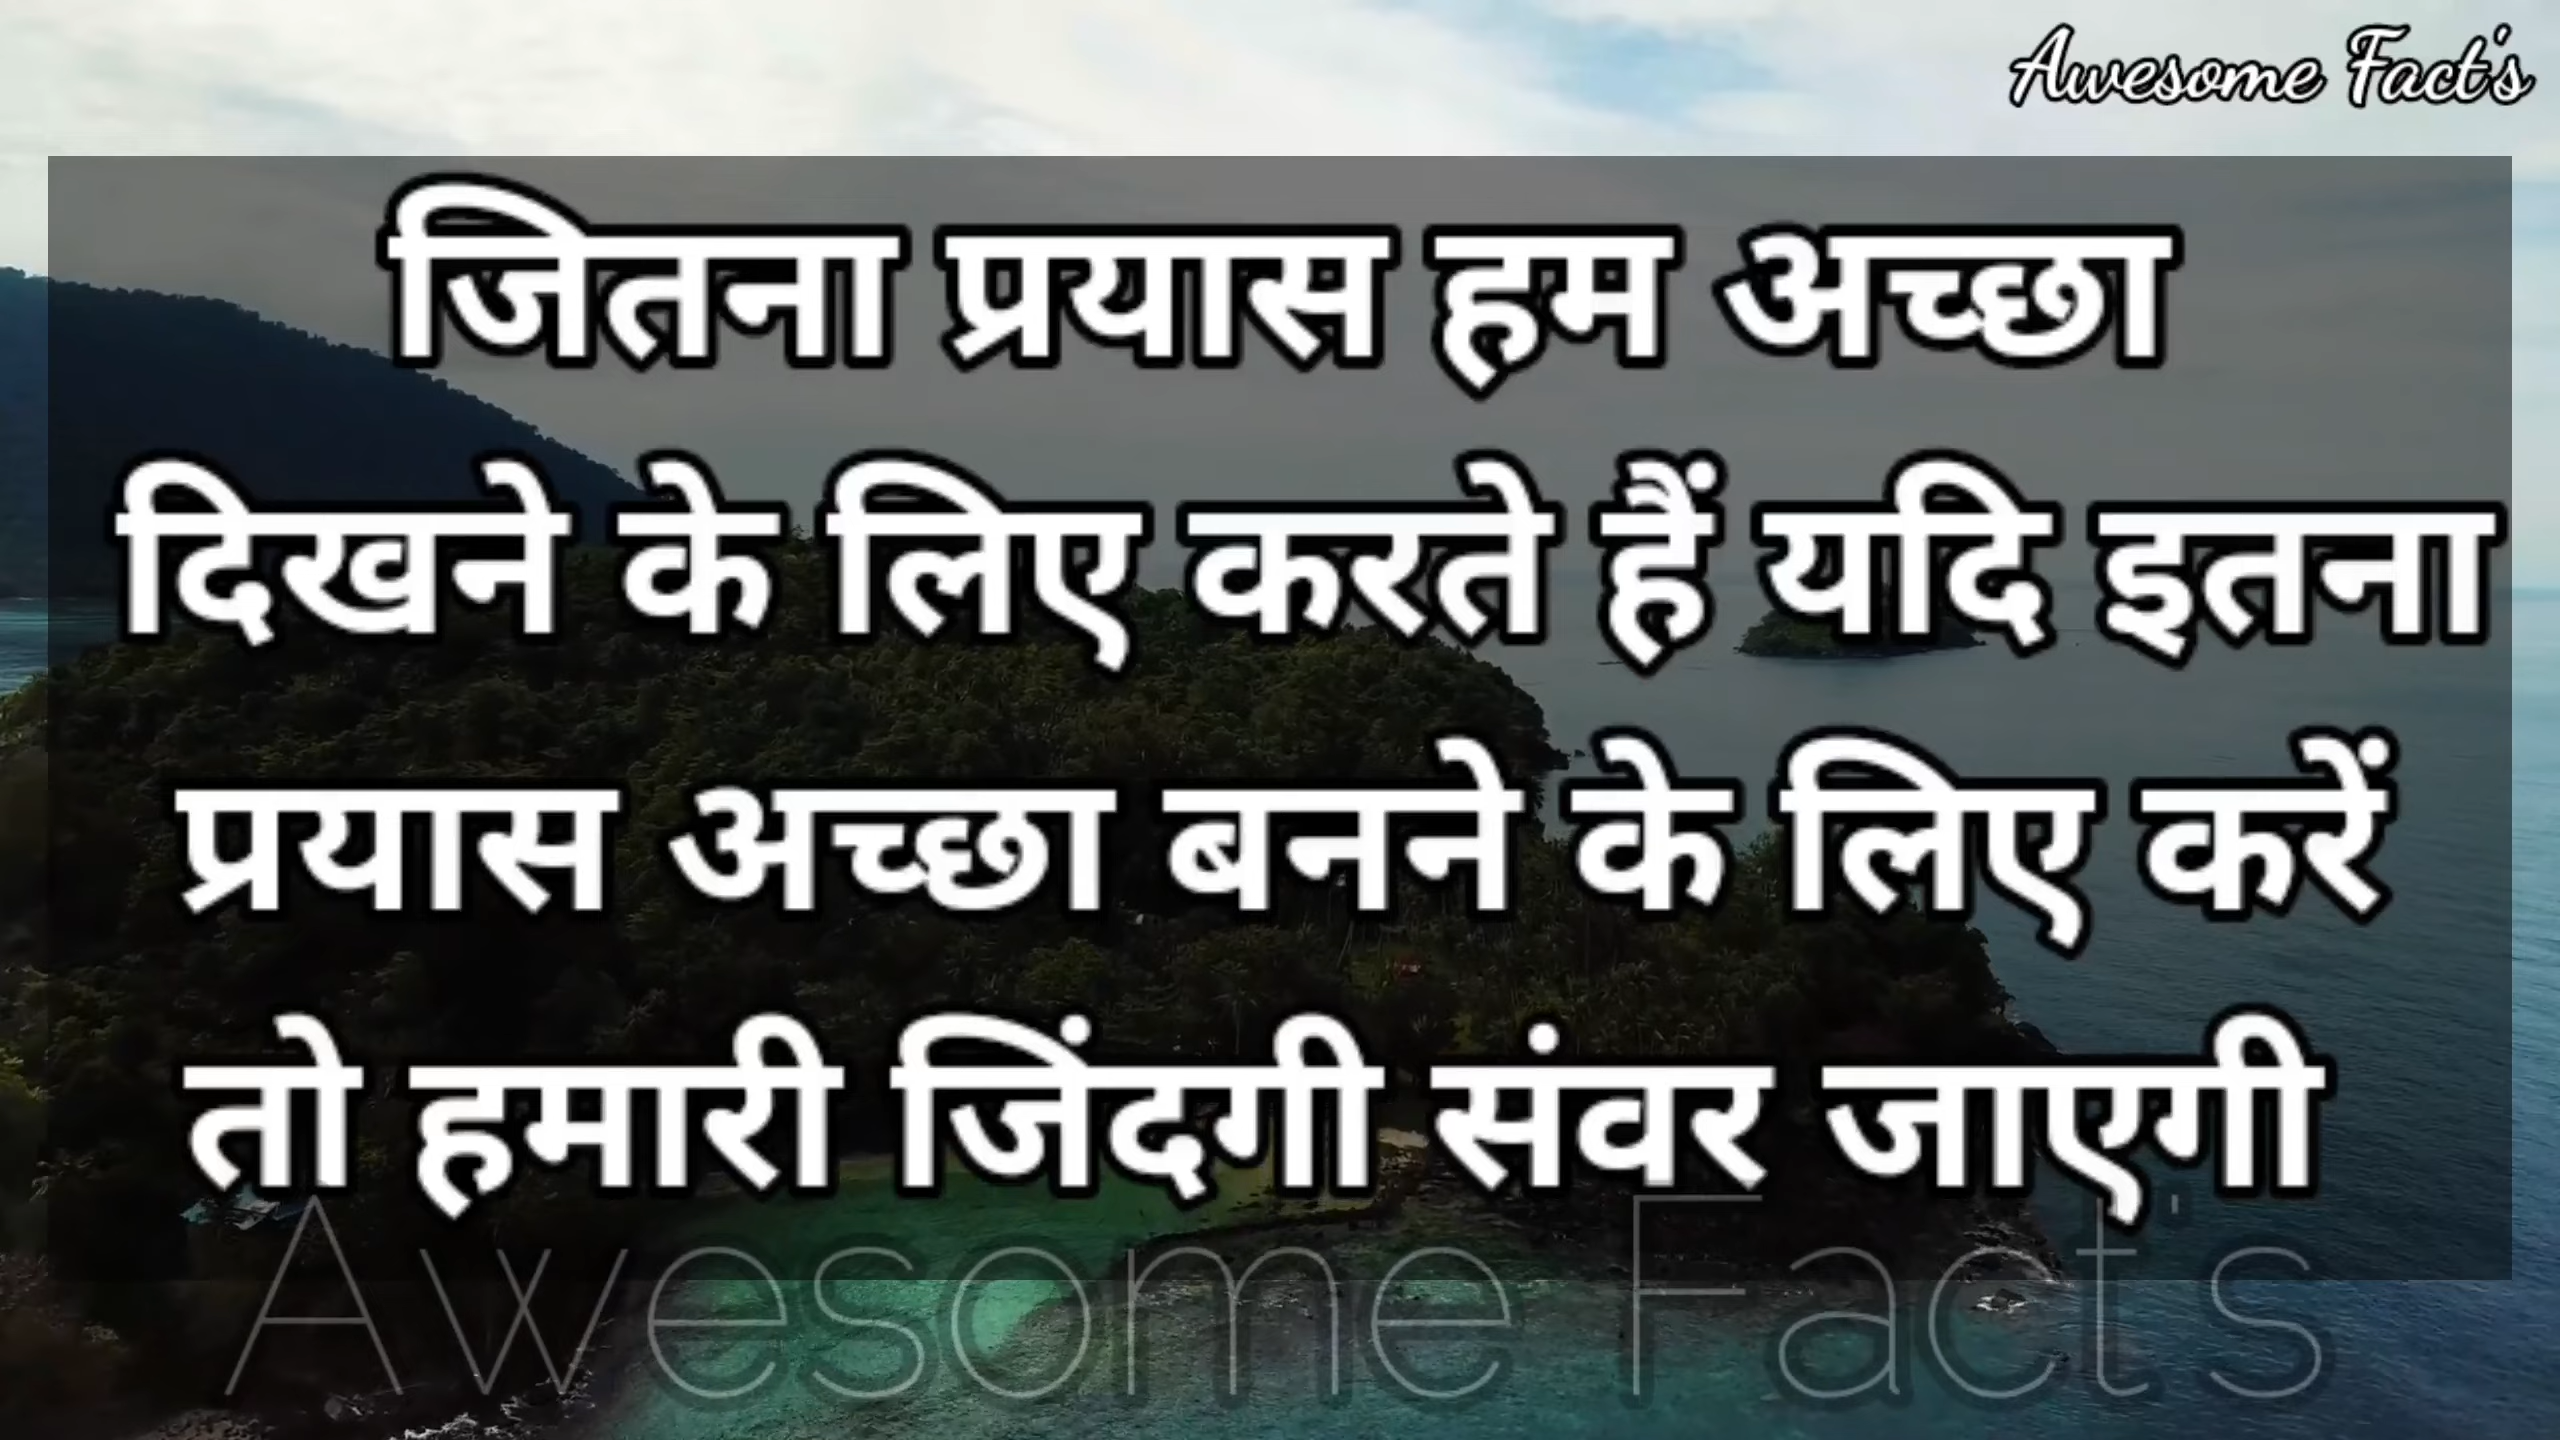 Awesome Fact's
जितना प्रयास हम अच्छा
दिखने के लिए करते हैं यदि इतना
प्रयास अच्छा बनने के लिए करें
तो हमारी जिंदगी संवर जाएगी
Awesome Fact's